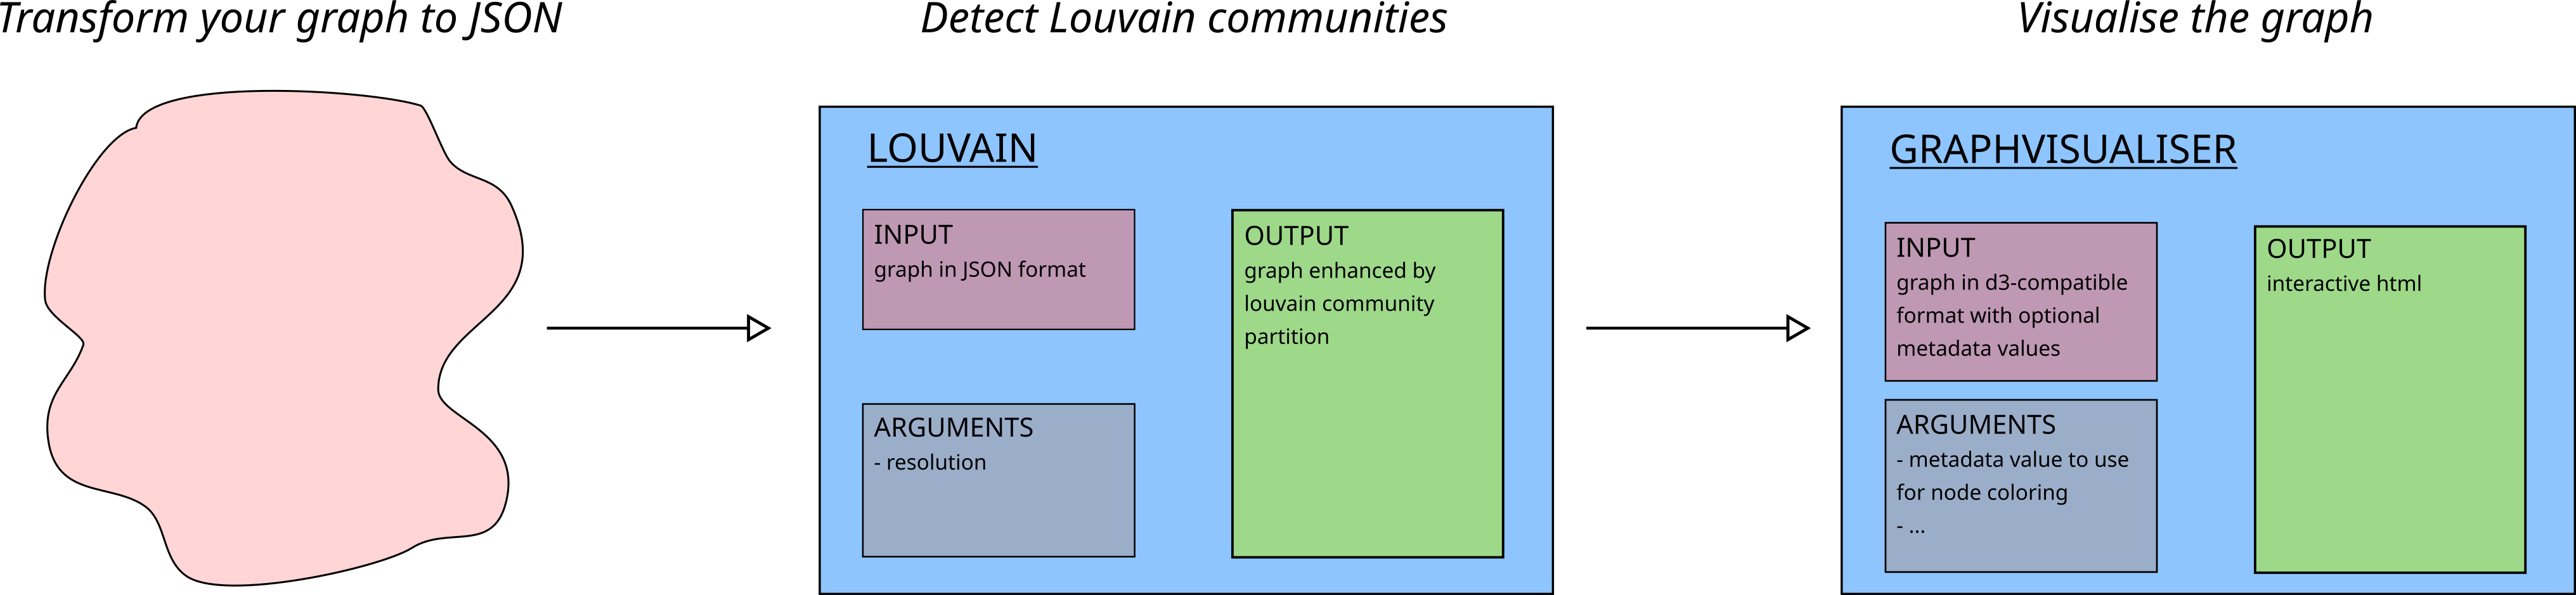 Transform your graph to JSON
Detect Louvain communities
Visualise the graph
LOUVAIN
INPUT
graph in JSON format
ARGUMENTS
- resolution
OUTPUT
graph enhanced by
louvain community
partition
GRAPHVISUALISER
INPUT
graph in d3-compatible
format with optional
metadata values
ARGUMENTS
- metadata value to use
for node coloring
- ...
OUTPUT
interactive html